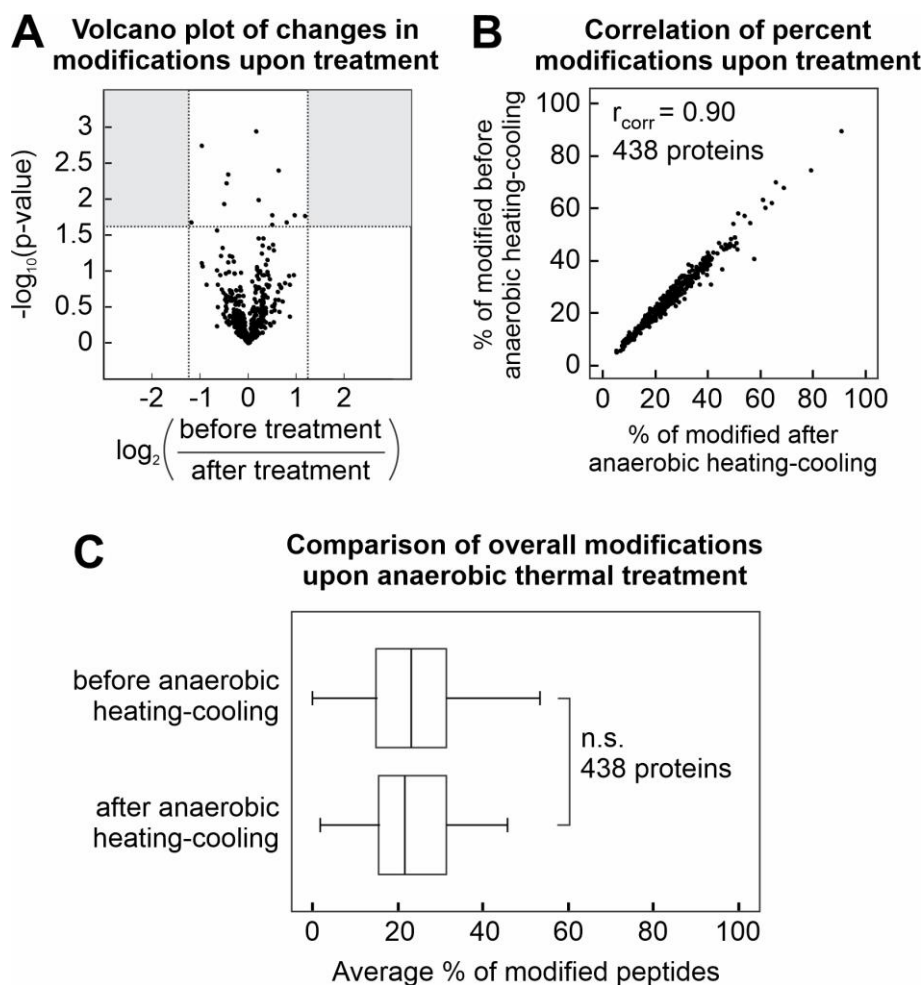 A
Volcano plot of changes in
modifications upon treatment
-log₁₀(p-value)
3
2.5
2
1.5
1
0.5
0
-2 -1 0 1 2
log₂(before treatment
after treatment)
B
Correlation of percent
modifications upon treatment
r_corr = 0.90
438 proteins
% of modified before
anaerobic heating-cooling
100
80
60
40
20
0
0 20 40 60 80 100
% of modified after
anaerobic heating-cooling
C
Comparison of overall modifications
upon anaerobic thermal treatment
before anaerobic
heating-cooling
after anaerobic
heating-cooling
n.s.
438 proteins
0 20 40 60 80 100
Average % of modified peptides